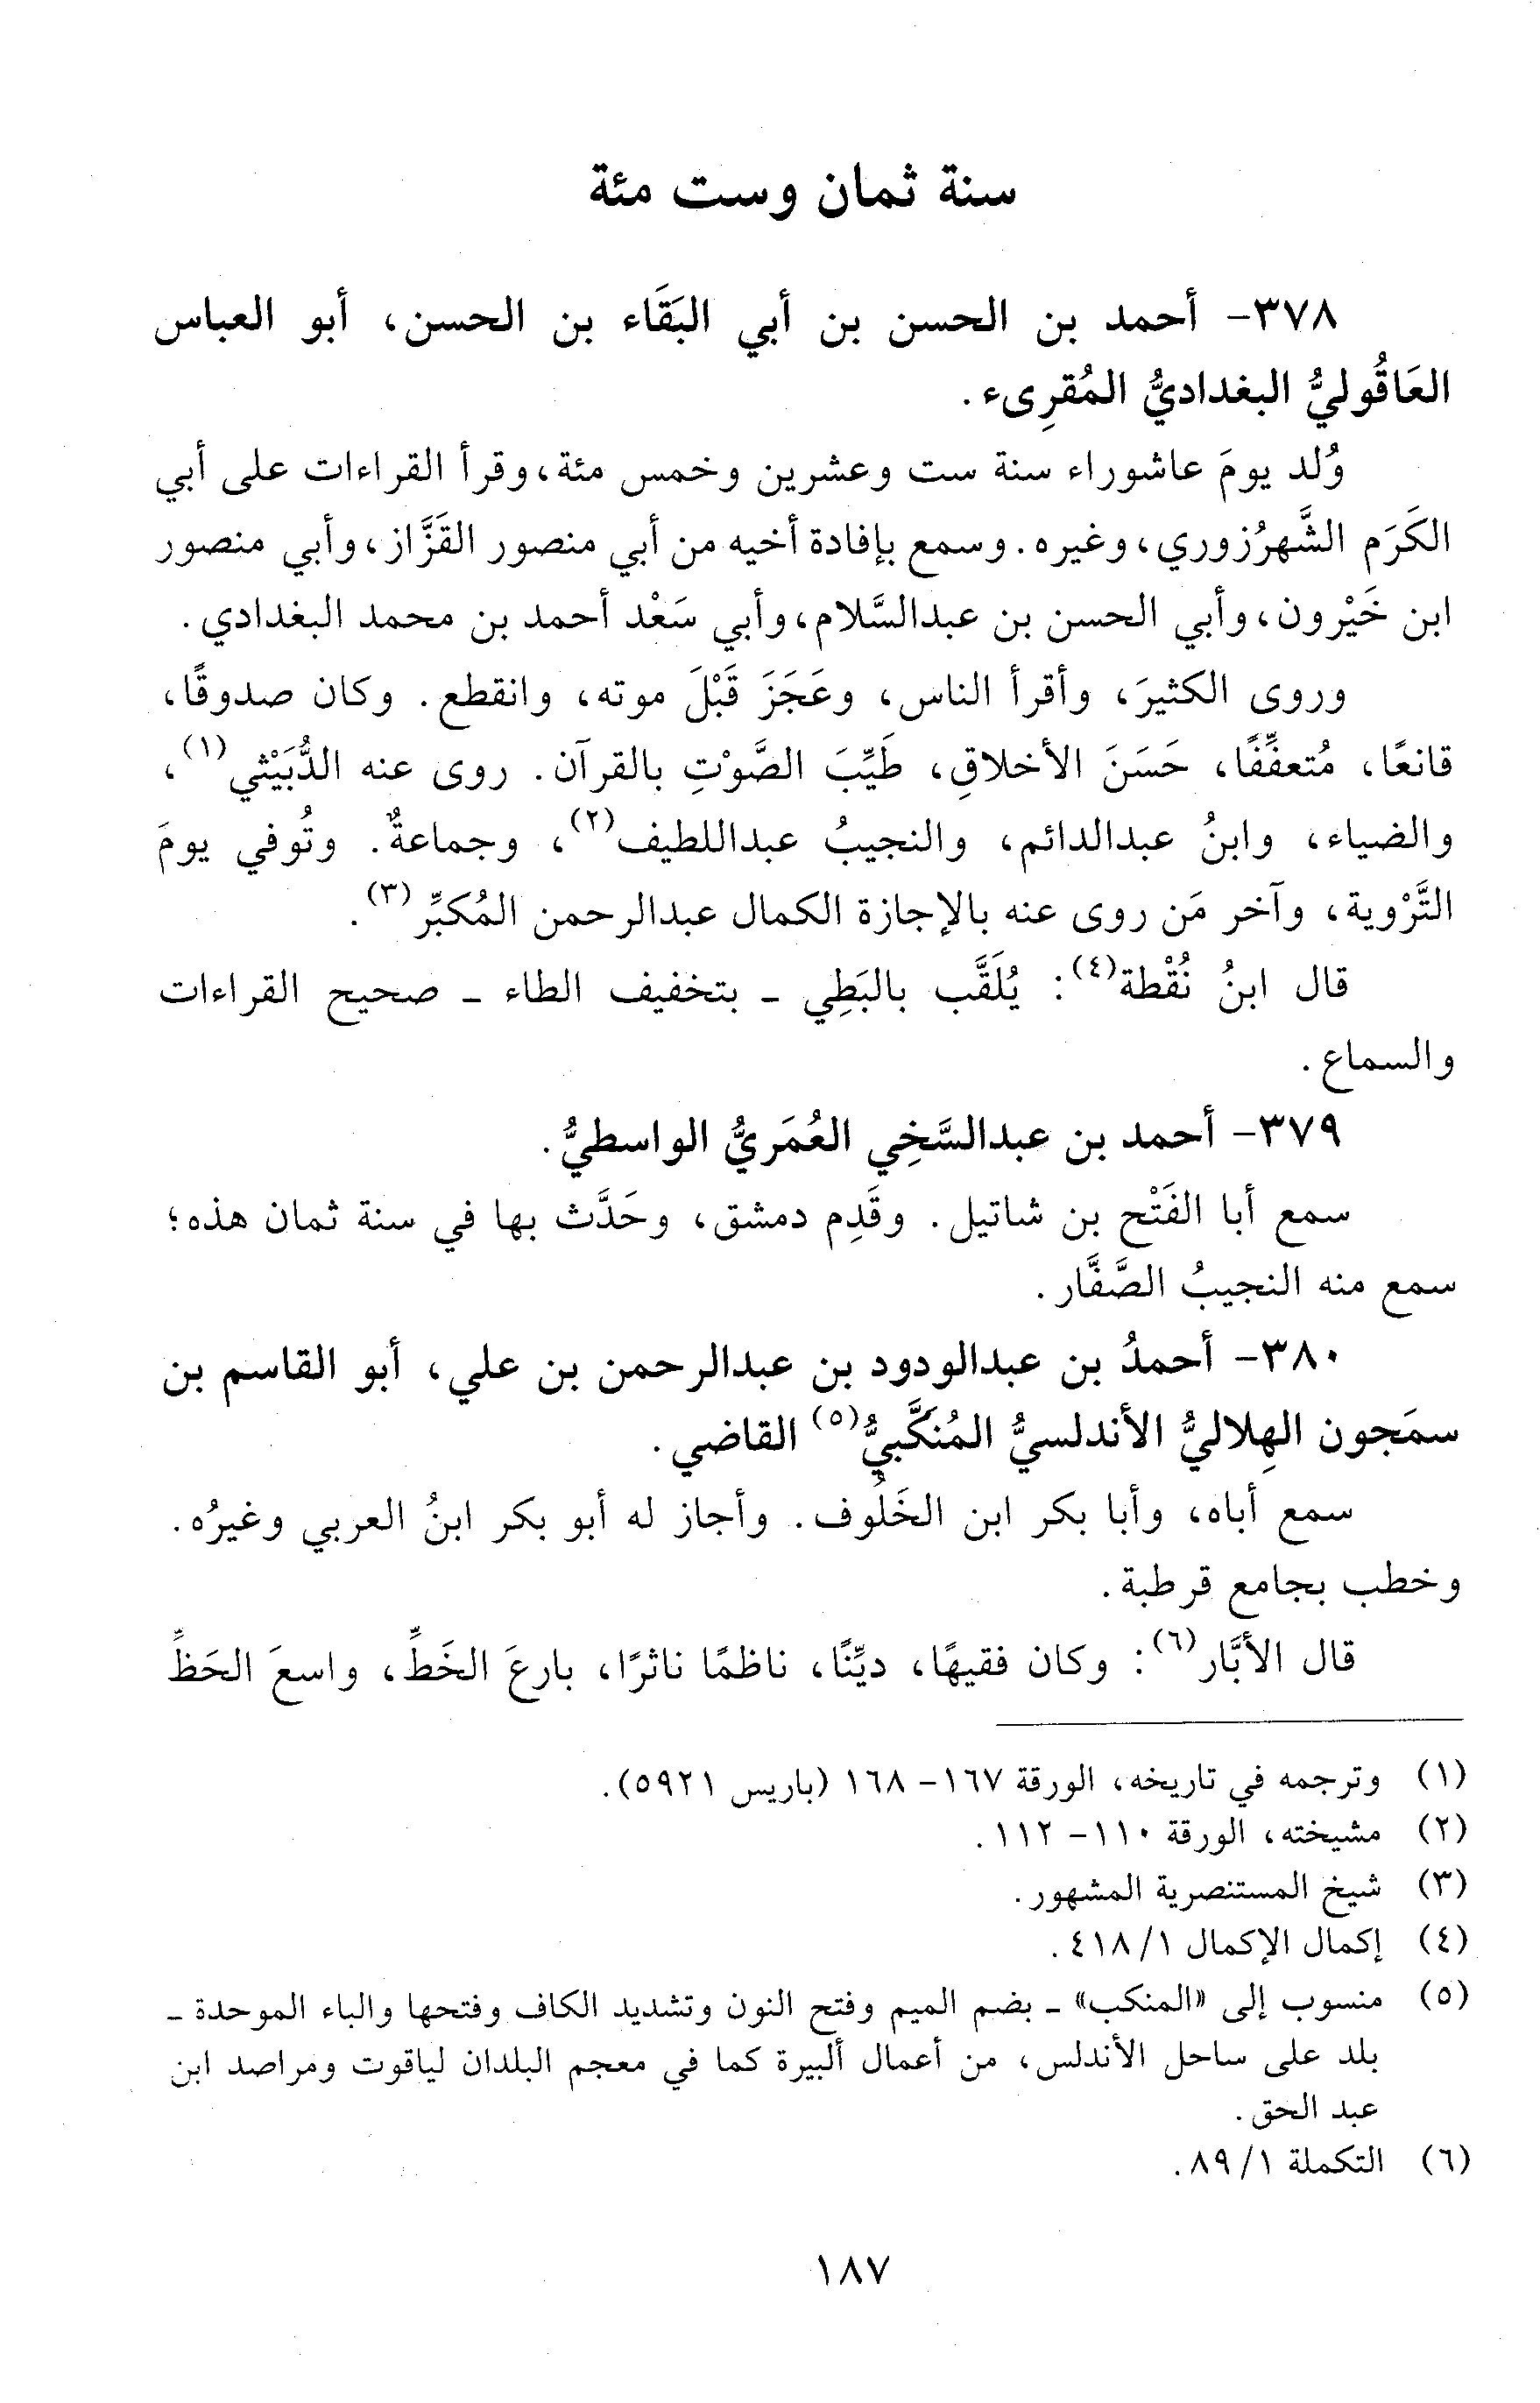 سنة ثمان وست مئة
٣٧٨- أحمد بن الحسن بن أبي البَقَاء بن الحسن، أبو العباس
العَاقُوليُّ البغداديُّ المُقرِىء.
وُلد يومَ عاشوراء سنة ست وعشرين وخمس مئة، وقرأ القراءات على أبي
الكَرَم الشَّهرُزوري، وغيره. وسمع بإفادة أخيه من أبي منصور القَزَّاز، وأبي منصور
ابن خَيْرون، وأبي الحسن بن عبدالسَّلام، وأبي سَعْد أحمد بن محمد البغدادي.
وروى الكثيرَ، وأقرأ الناس، وعَجَزَ قَبْلَ موته، وانقطع. وكان صدوقًا،
قانعًا، مُتعفِّفًا، حَسَنَ الأخلاقِ، طَيِّبَ الصَّوْتِ بالقرآن. روى عنه الدُّبَيْثي(١)،
والضياء، وابنُ عبدالدائم، والنجيبُ عبداللطيف(٢)، وجماعةٌ. وتُوفي يومَ
التَّرْوية، وآخر مَن روى عنه بالإجازة الكمال عبدالرحمن المُكبِّر(٣).
قال ابنُ نُقْطة(٤): يُلَقَّب بالبَطِي - بتخفيف الطاء - صحيح القراءات
والسماع.
٣٧٩- أحمد بن عبدالسَّخِي العُمَريُّ الواسطيُّ.
سمع أبا الفَتْح بن شاتيل. وقَدِم دمشق، وحَدَّث بها في سنة ثمان هذه؛
سمع منه النجيبُ الصَّفَّار.
٣٨٠- أحمدُ بن عبدالودود بن عبدالرحمن بن علي، أبو القاسم بن
سمَجون الهِلاليُّ الأندلسيُّ المُنَكَّبيُّ(٥) القاضي.
سمع أباه، وأبا بكر ابن الخَلُوف. وأجاز له أبو بكر ابنُ العربي وغيرُه.
وخطب بجامع قرطبة.
قال الأبَّار(٦): وكان فقيهًا، ديِّنًا، ناظمًا ناثرًا، بارعَ الخَطِّ، واسعَ الحَظِّ
(١) وترجمه في تاريخه، الورقة ١٦٧- ١٦٨ (باريس ٥٩٢١).
(٢) مشيخته، الورقة ١١٠- ١١٢.
(٣) شيخ المستنصرية المشهور.
(٤) إكمال الإكمال ١/ ٤١٨.
(٥) منسوب إلى «المنكب» - بضم الميم وفتح النون وتشديد الكاف وفتحها والباء الموحدة -
بلد على ساحل الأندلس، من أعمال ألبيرة كما في معجم البلدان لياقوت ومراصد ابن
عبد الحق.
(٦) التكملة ١/ ٨٩.
١٨٧